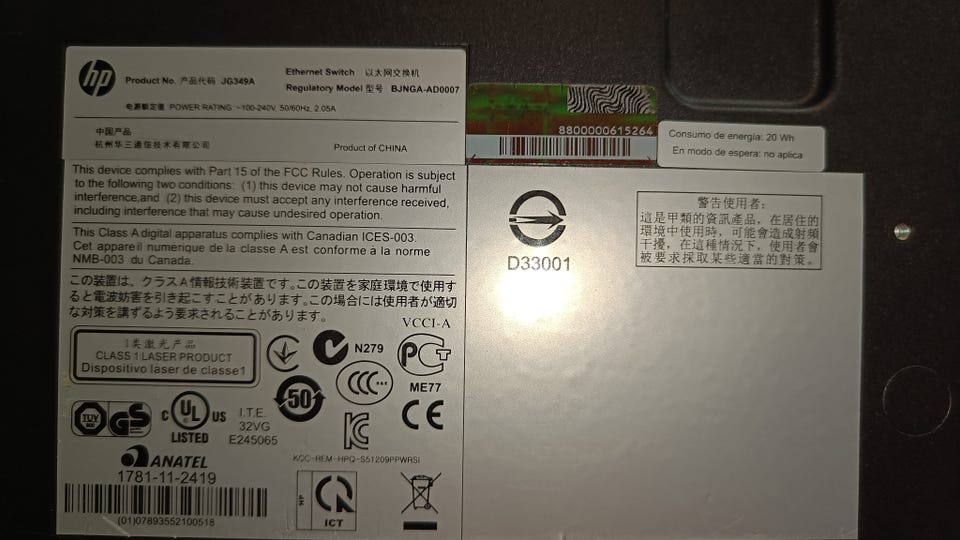 hp
Product No. 产品代码 JG349A
Ethernet Switch 以太网交换机
Regulatory Model 型号 BJNGA-AD0007
电源额定值 POWER RATING ~100-240V, 50/60Hz, 2.05A
中国产品
杭州华三通信技术有限公司
Product of CHINA
8800000615264
Consumo de energía: 20 Wh
En modo de espera: no aplica
This device complies with Part 15 of the FCC Rules. Operation is subject
to the following two conditions: (1) this device may not cause harmful
interference,and (2) this device must accept any interference received,
including interference that may cause undesired operation.
This Class A digital apparatus complies with Canadian ICES-003.
Cet appareil numerique de la classe A est conforme à la norme
NMB-003 du Canada.
この装置は、クラスA情報技術装置です。この装置を家庭環境で使用す
ると電波妨害を引き起こすことがあります。この場合には使用者が適切
な対策を講ずるよう要求されることがあります。
VCCI-A
1类激光产品
CLASS 1 LASER PRODUCT
Dispositivo laser de classe1
N279
PCT
ME77
CCC
50
CE
TUV
GS
C UL US
LISTED
I.T.E.
32VG
E245065
ANATEL
1781-11-2419
(01)07893552100518
KCC-REM-HPQ-S51209PPWRSI
HP
ICT
D33001
警告使用者:
這是甲類的資訊產品，在居住的
環境中使用時，可能會造成射頻
干擾，在這種情況下，使用者會
被要求採取某些適當的對策。